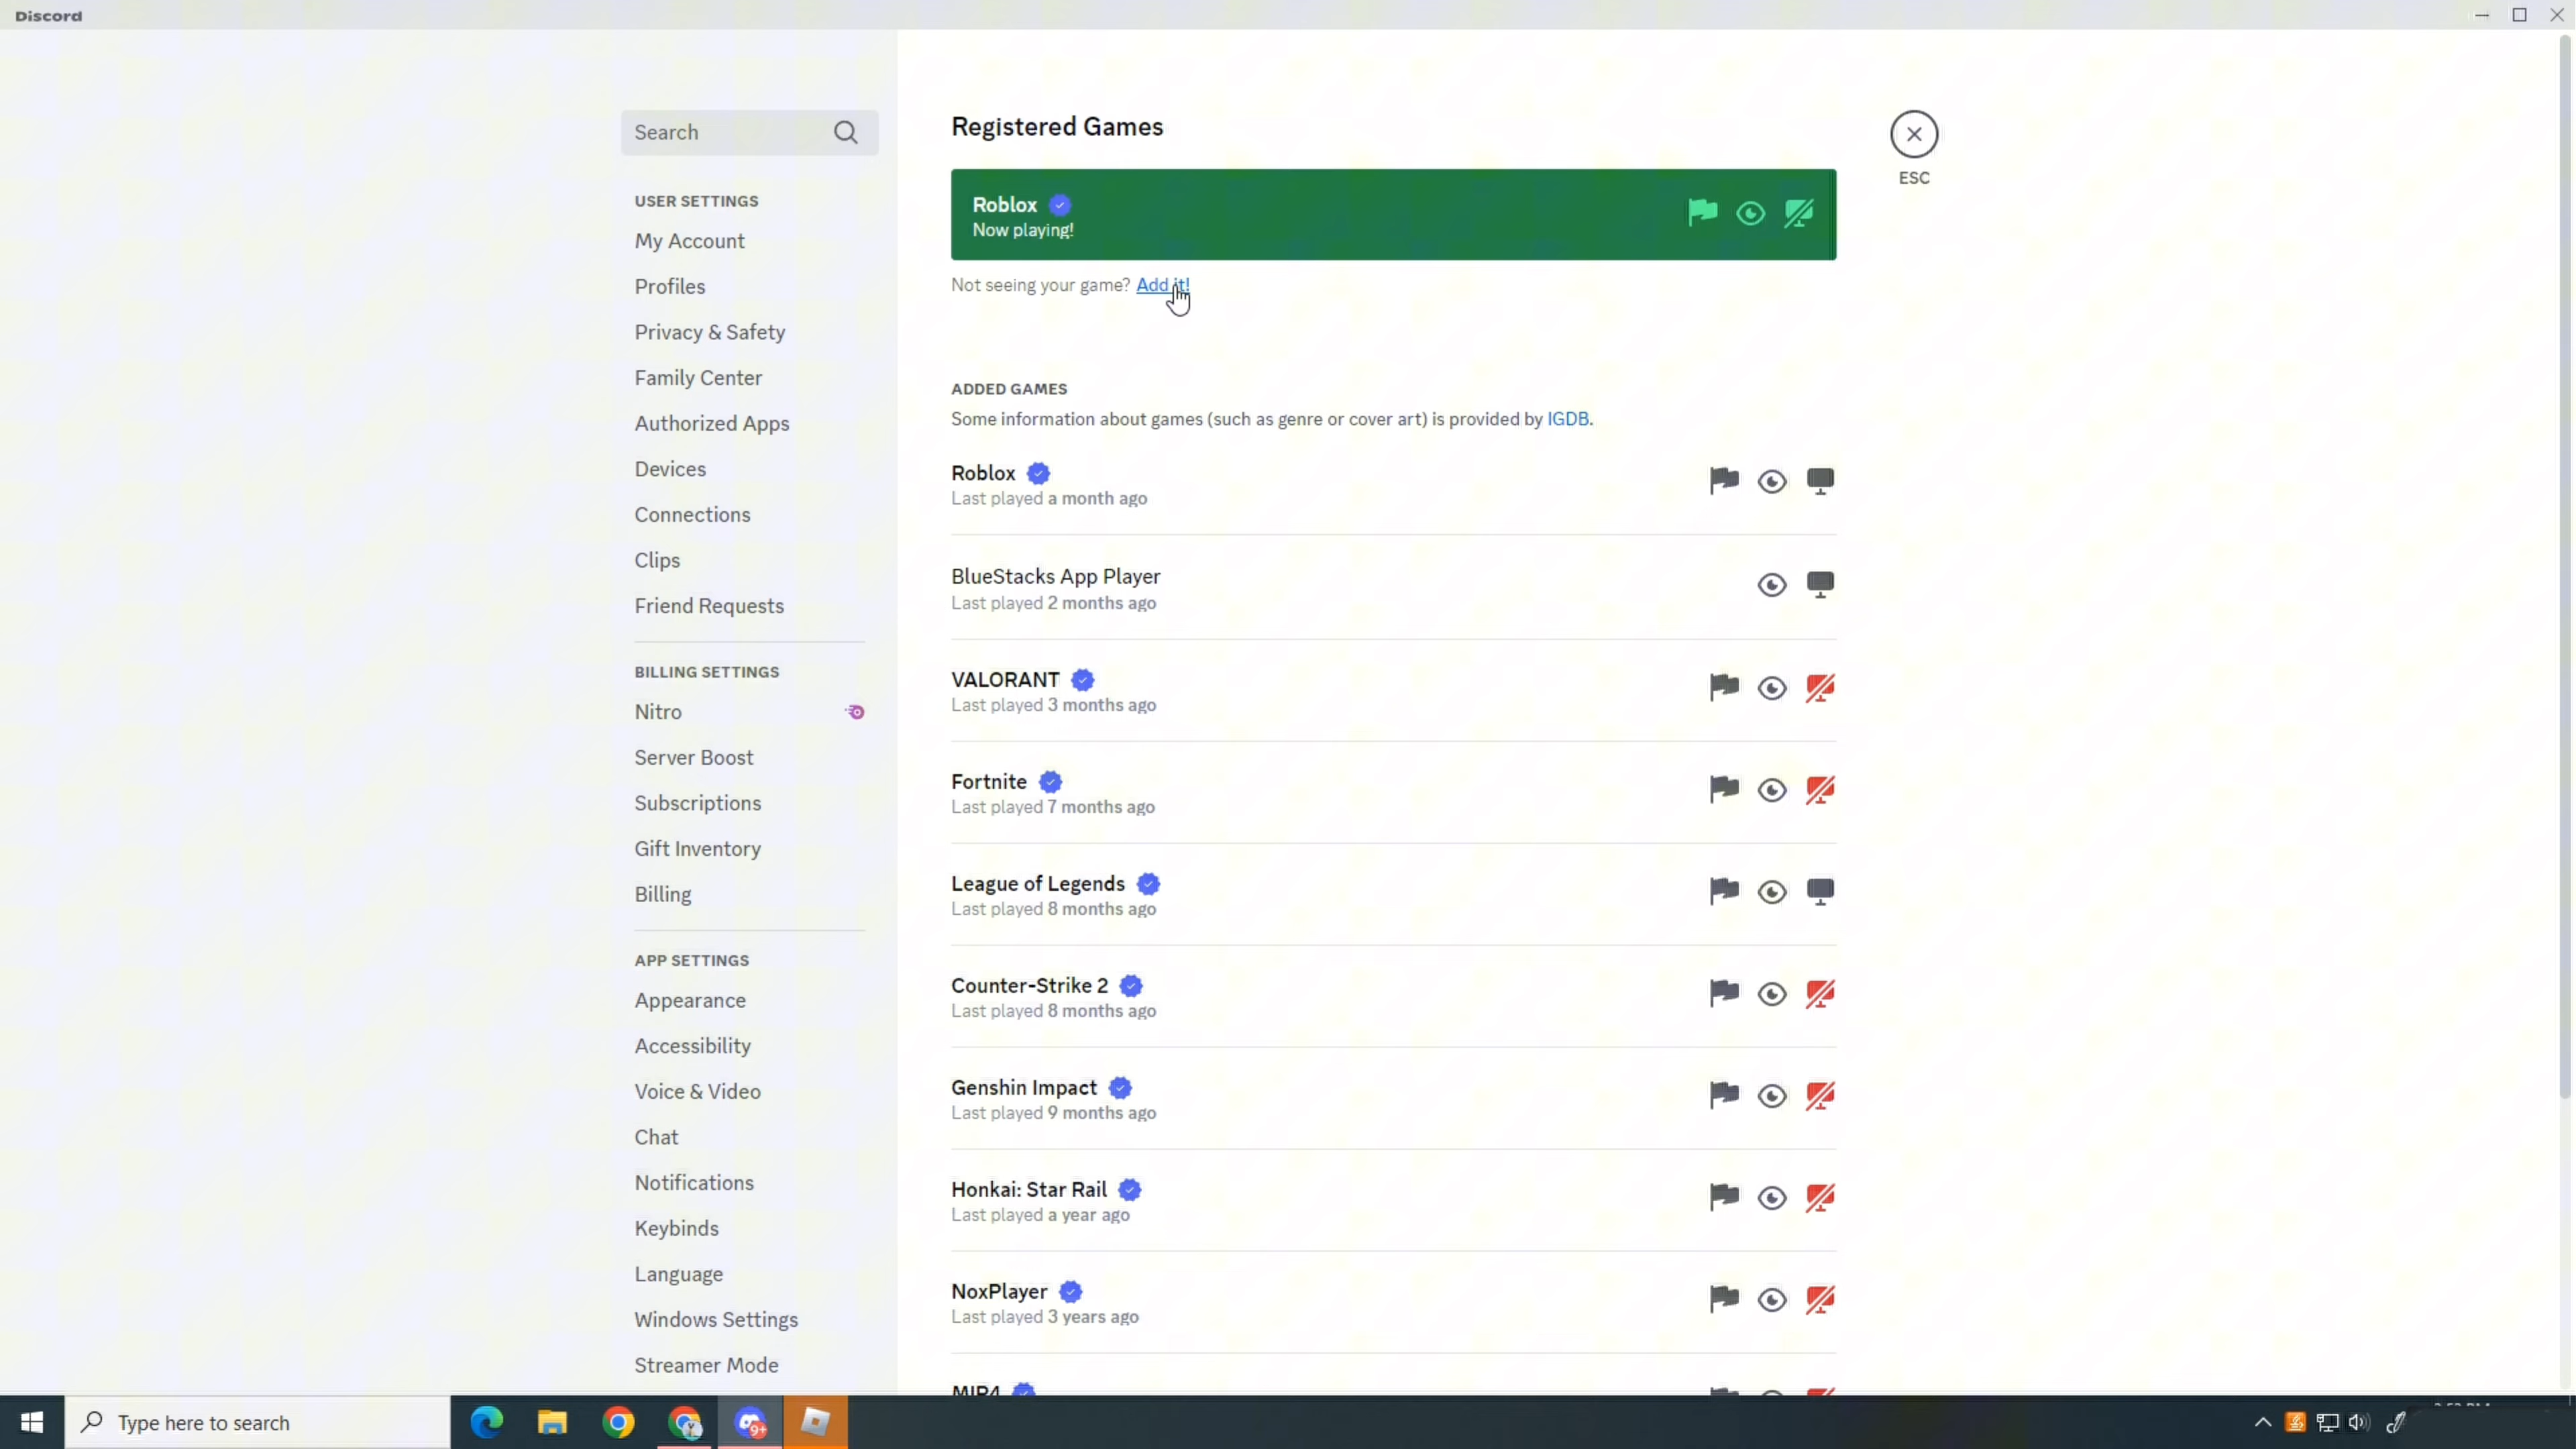 Discord
Search
USER SETTINGS
My Account
Profiles
Privacy & Safety
Family Center
Authorized Apps
Devices
Connections
Clips
Friend Requests
BILLING SETTINGS
Nitro
Server Boost
Subscriptions
Gift Inventory
Billing
APP SETTINGS
Appearance
Accessibility
Voice & Video
Chat
Notifications
Keybinds
Language
Windows Settings
Streamer Mode
Registered Games
Roblox
Now playing!
Not seeing your game? Add it!
ESC
ADDED GAMES
Some information about games (such as genre or cover art) is provided by IGDB.
Roblox
Last played a month ago
BlueStacks App Player
Last played 2 months ago
VALORANT
Last played 3 months ago
Fortnite
Last played 7 months ago
League of Legends
Last played 8 months ago
Counter-Strike 2
Last played 8 months ago
Genshin Impact
Last played 9 months ago
Honkai: Star Rail
Last played a year ago
NoxPlayer
Last played 3 years ago
MIR4
Type here to search
9+